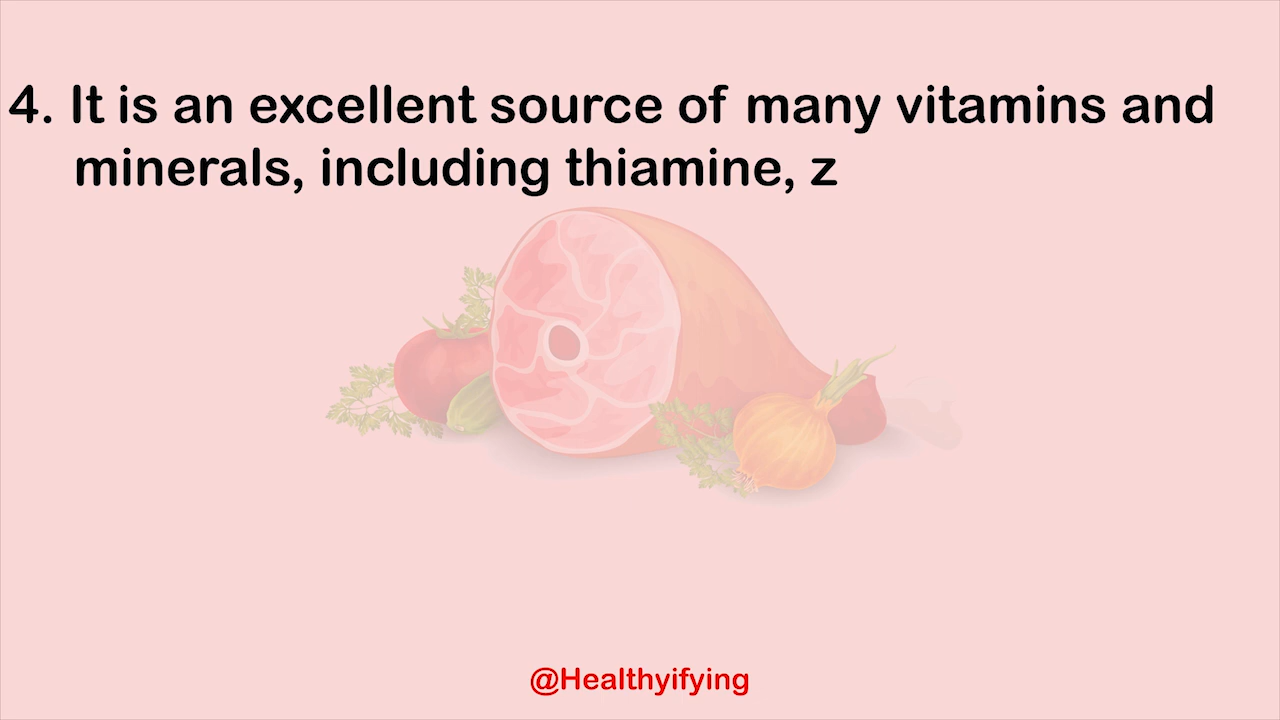 4. It is an excellent source of many vitamins and
minerals, including thiamine, z
@Healthyifying